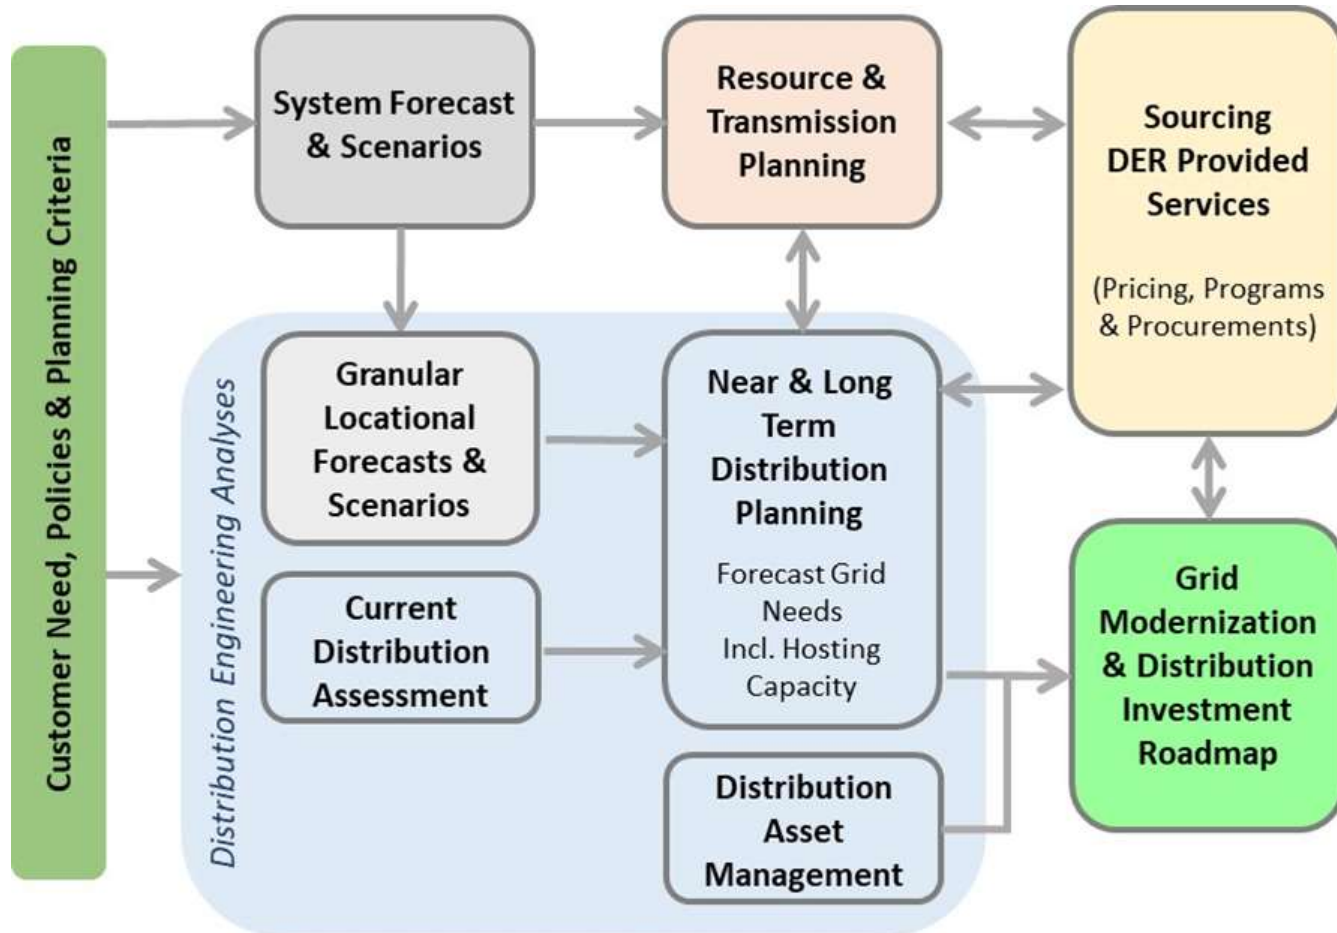 Customer Need, Policies & Planning Criteria
System Forecast
& Scenarios
Resource &
Transmission
Planning
Sourcing
DER Provided
Services
(Pricing, Programs
& Procurements)
Distribution Engineering Analyses
Granular
Locational
Forecasts &
Scenarios
Near & Long
Term
Distribution
Planning
Forecast Grid
Needs
Incl. Hosting
Capacity
Current
Distribution
Assessment
Grid
Modernization
& Distribution
Investment
Roadmap
Distribution
Asset
Management